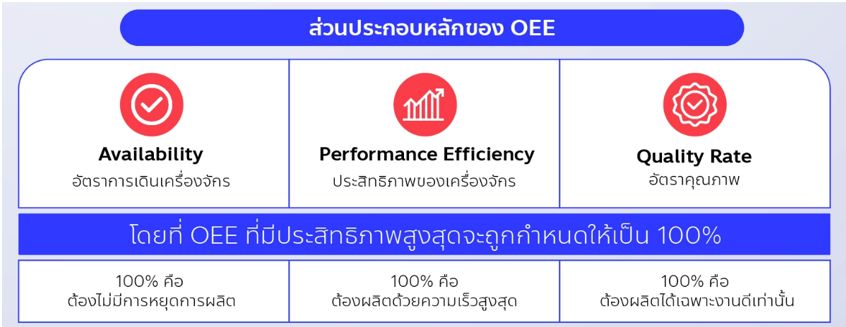 ส่วนประกอบหลักของ OEE
Availability
อัตราการเดินเครื่องจักร
Performance Efficiency
ประสิทธิภาพของเครื่องจักร
Quality Rate
อัตราคุณภาพ
โดยที่ OEE ที่มีประสิทธิภาพสูงสุดจะถูกกำหนดให้เป็น 100%
100% คือ
ต้องไม่มีการหยุดการผลิต
100% คือ
ต้องผลิตด้วยความเร็วสูงสุด
100% คือ
ต้องผลิตได้เฉพาะงานดีเท่านั้น